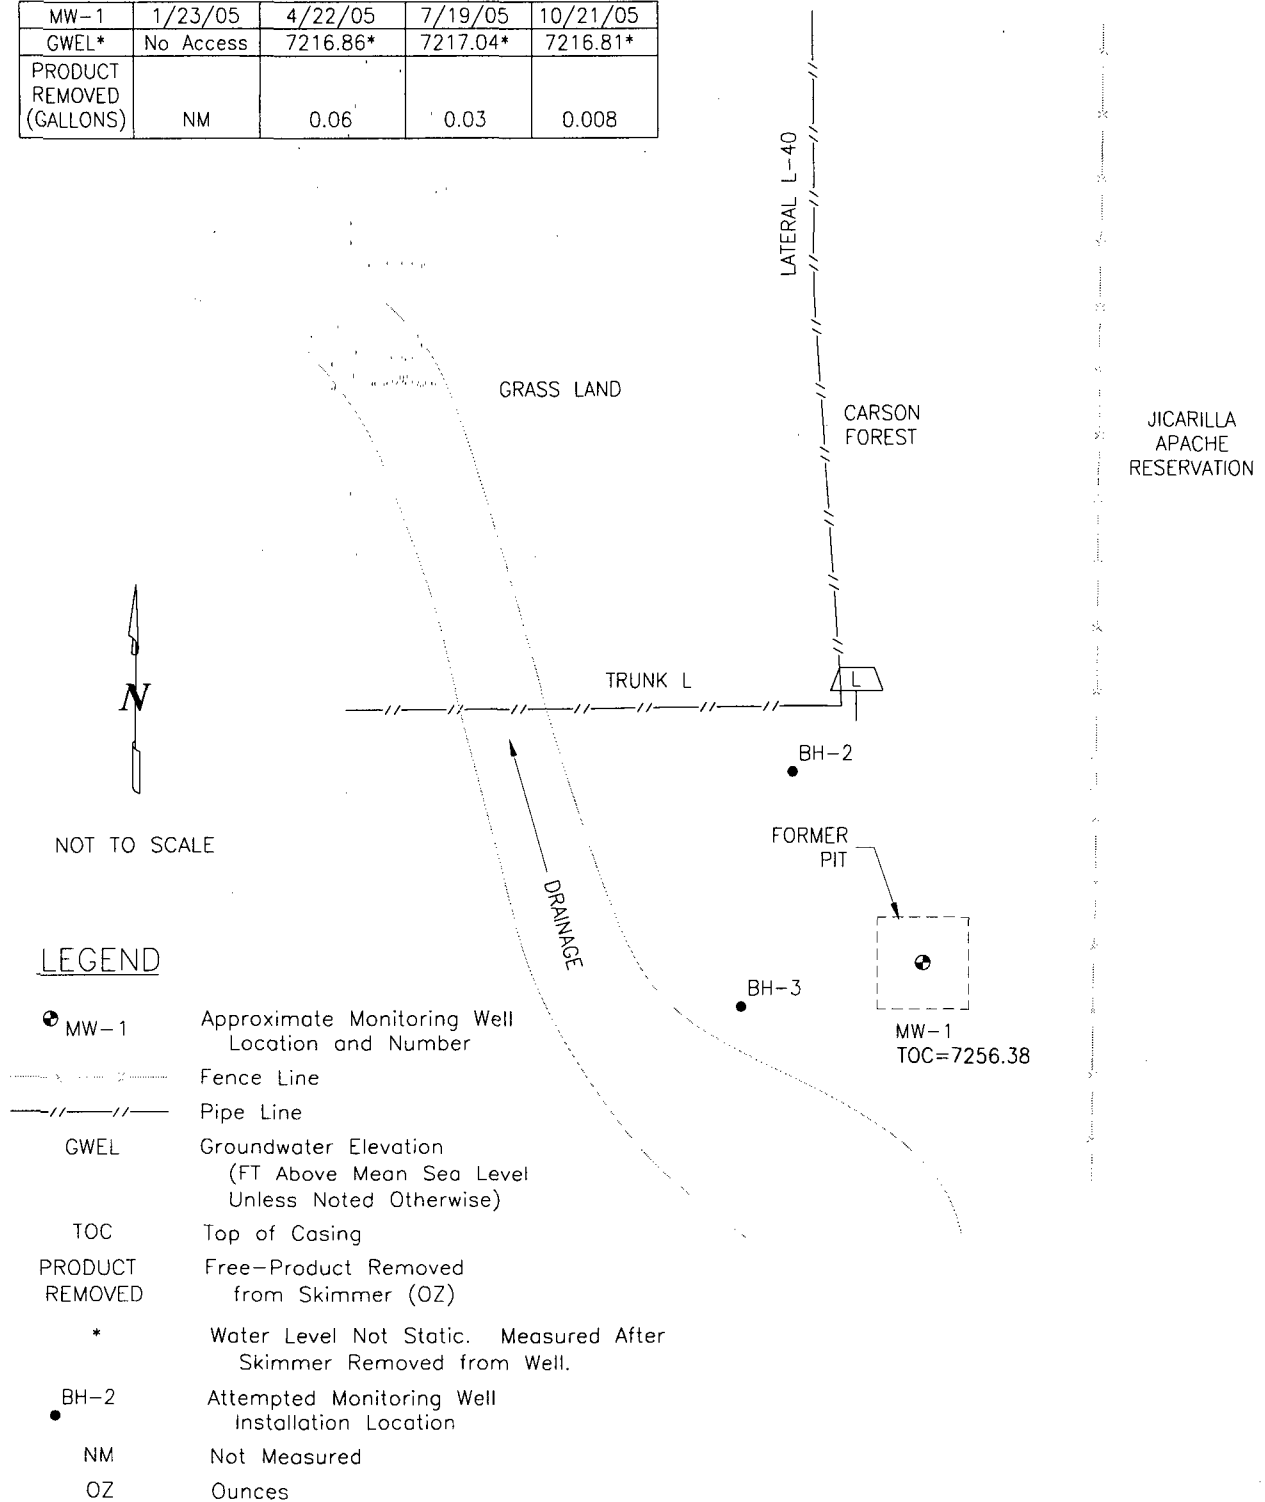 MW-1 1/23/05 4/22/05 7/19/05 10/21/05
GWEL* No Access 7216.86* 7217.04* 7216.81*
PRODUCT
REMOVED
(GALLONS) NM 0.06 0.03 0.008
LATERAL L-40
GRASS LAND
CARSON
FOREST
JICARILLA
APACHE
RESERVATION
N
NOT TO SCALE
TRUNK L
L
BH-2
FORMER
PIT
DRAINAGE
BH-3
MW-1
TOC=7256.38
LEGEND
MW-1 Approximate Monitoring Well
Location and Number
Fence Line
Pipe Line
GWEL Groundwater Elevation
(FT Above Mean Sea Level
Unless Noted Otherwise)
TOC Top of Casing
PRODUCT Free-Product Removed
REMOVED from Skimmer (OZ)
* Water Level Not Static. Measured After
Skimmer Removed from Well.
BH-2 Attempted Monitoring Well
Installation Location
NM Not Measured
OZ Ounces